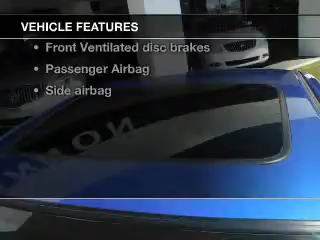 VEHICLE FEATURES
• Front Ventilated disc brakes
• Passenger Airbag
• Side airbag